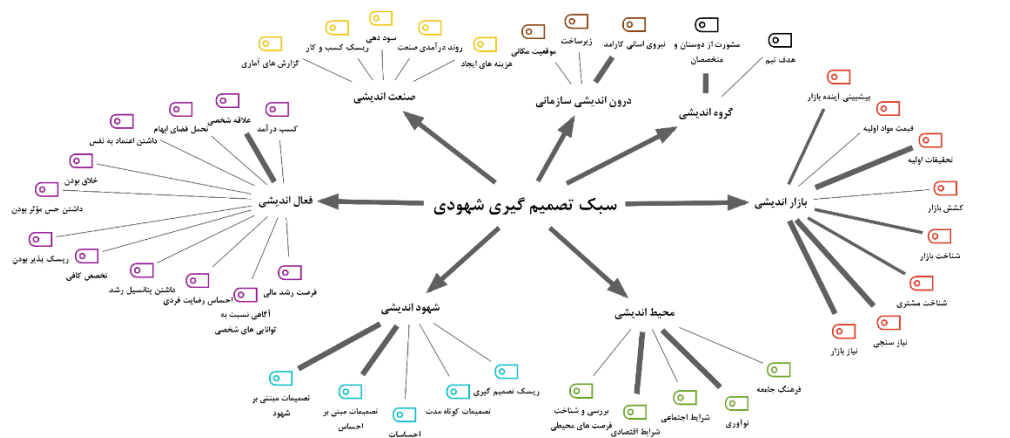 سود دهی
ریسک کسب و کار
روند درآمدی صنعت
گزارش های آماری
هزینه های ایجاد
صنعت اندیشی
نیروی اسانی کارامد
زیرساخت
موقعیت مکانی
درون اندیشی سازمانی
مشورت از دوستان و
متخصصان
هدف تیم
گروه اندیشی
پیشبینی آینده بازار
قیمت مواد اولیه
تحقیقات اولیه
کشش بازار
شناخت بازار
شناخت مشتری
نیاز سنجی
نیاز بازار
بازار اندیشی
سبک تصمیم گیری شهودی
فعال اندیشی
کسب درآمد
علاقه شخصی
تحمل فضای ابهام
داشتن اعتماد به نفس
خلاق بودن
داشتن حس مؤثر بودن
ریسک پذیر بودن
تخصص کافی
داشتن پتانسیل رشد
احساس رضایت فردی
آگاهی نسبت به
توانایی های شخصی
فرصت رشد مالی
شهود اندیشی
تصمیمات مبتنی بر
شهود
تصمیمات مبتنی بر
احساس
احساسات
تصمیمات کوتاه مدت
ریسک تصمیم گیری
محیط اندیشی
بررسی و شناخت
فرصت های محیطی
شرایط اقتصادی
شرایط اجتماعی
نوآوری
فرهنگ جامعه